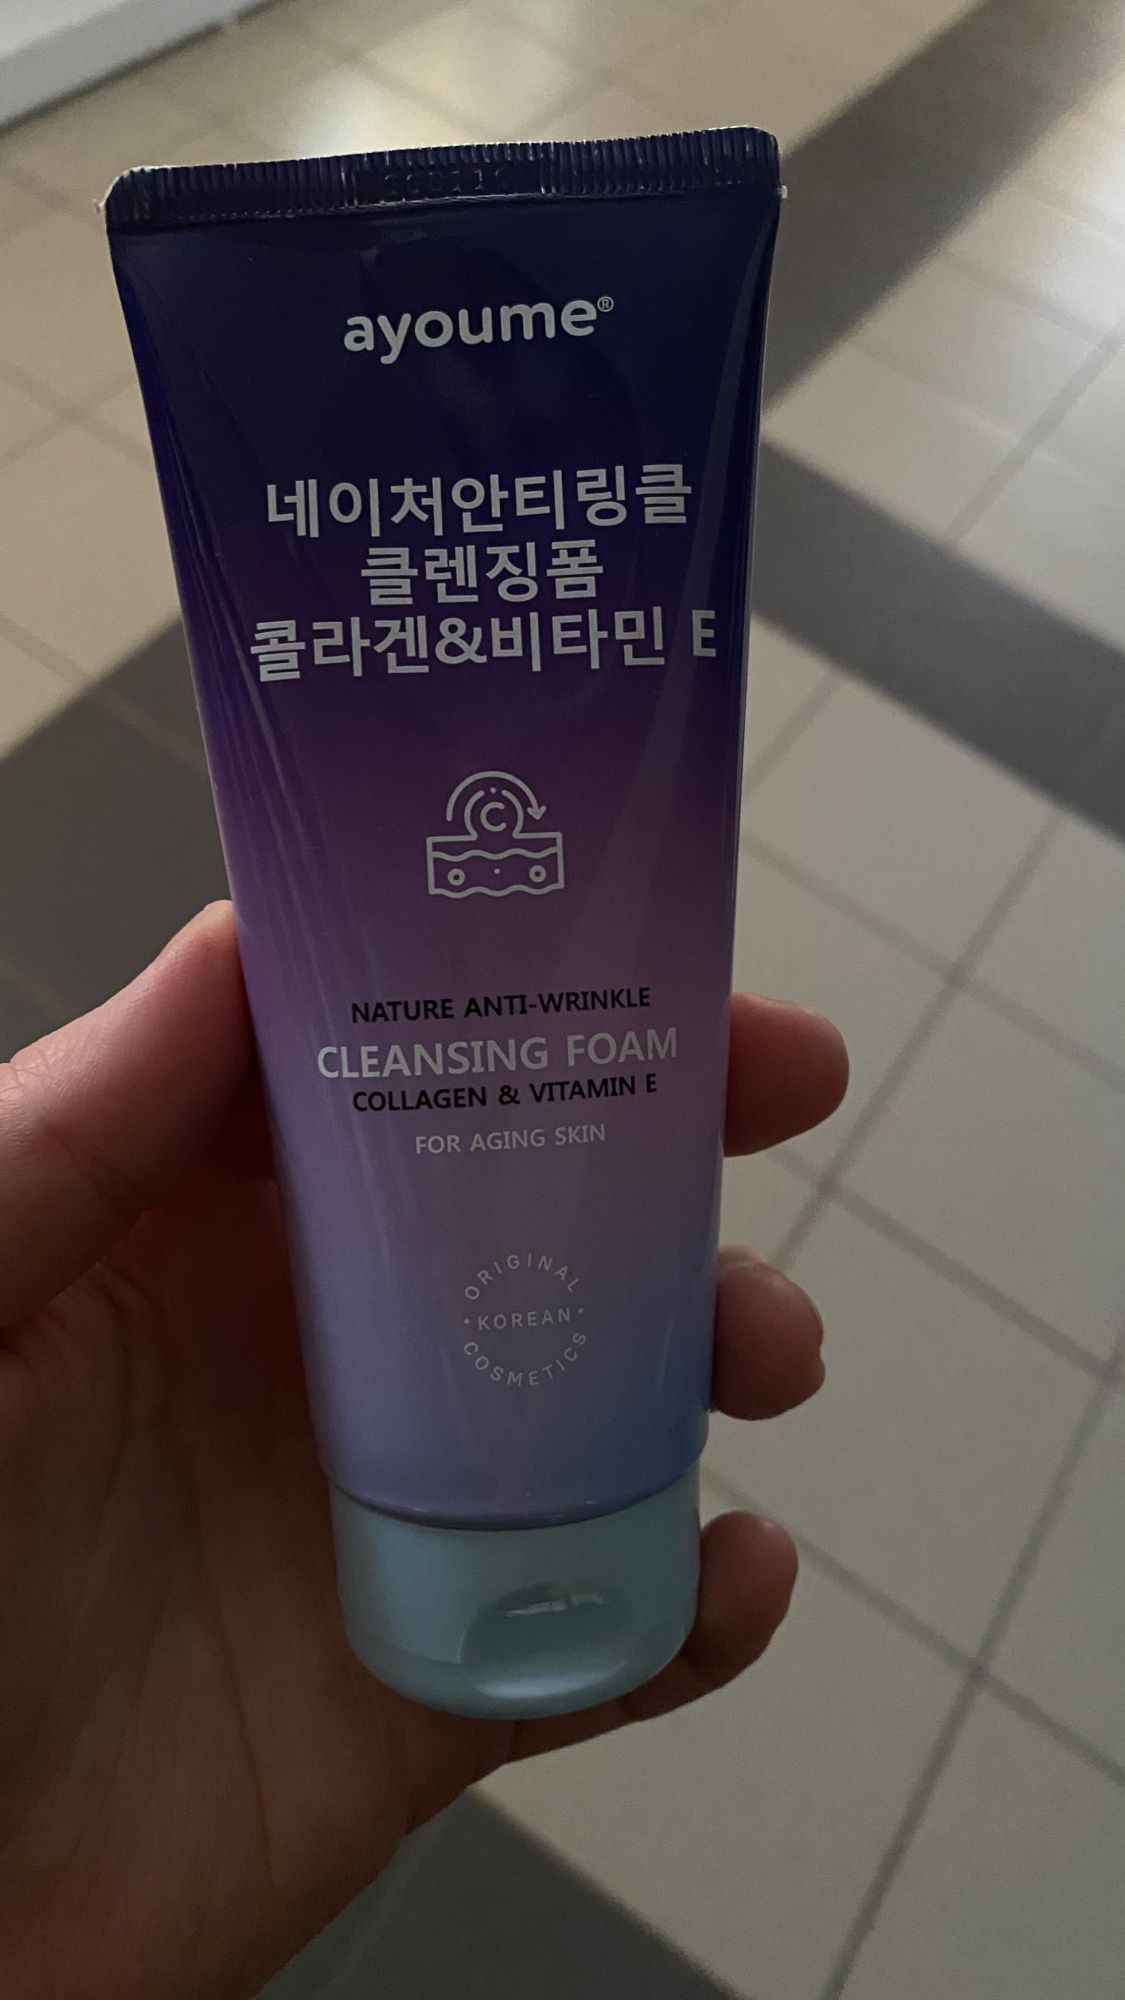 ayoume®
네이처안티링클
클렌징폼
콜라겐&비타민 E
C
NATURE ANTI-WRINKLE
CLEANSING FOAM
COLLAGEN & VITAMIN E
FOR AGING SKIN
ORIGINAL
• KOREAN •
COSMETICS